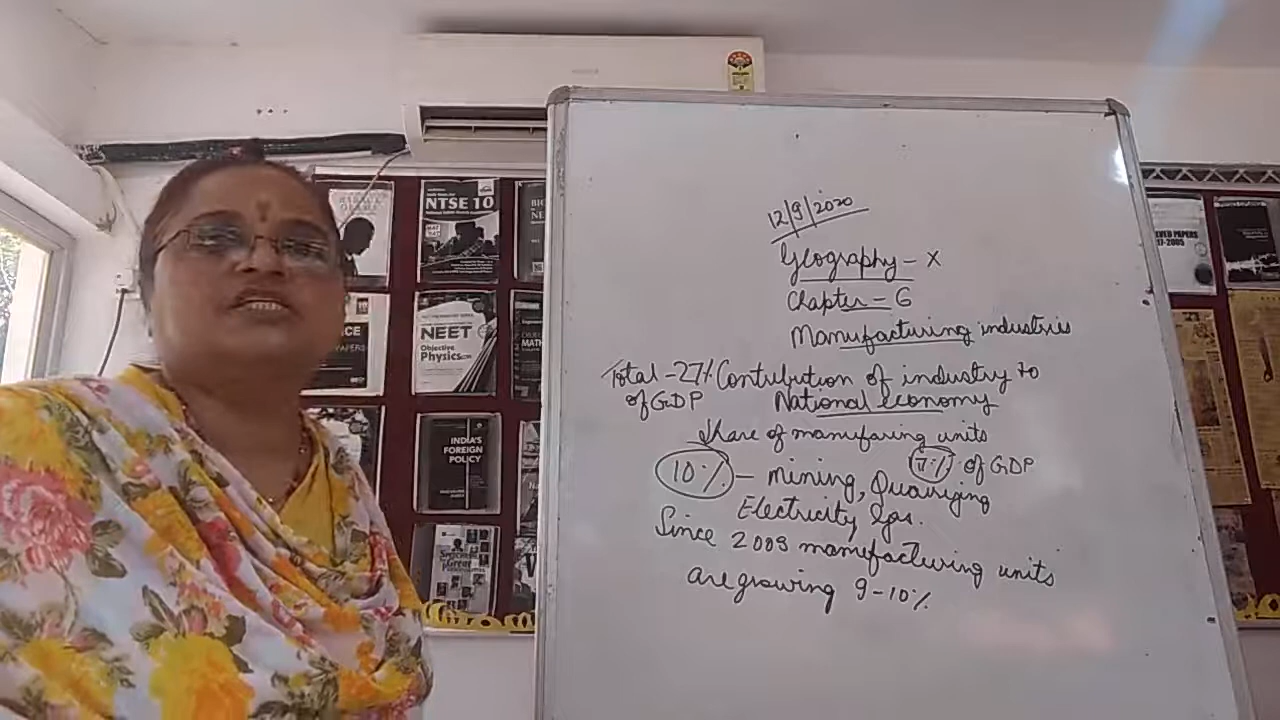 12/9/2020
Geography - X
Chapter - 6
Manufacturing industries
Total - 27% Contribution of industry to
of GDP National economy
Share of manufaring units
10% - Mining, Quarrying 17% of GDP
Electricity gas.
Since 2003 manufacturing units
are growing 9-10%
NTSE 10
NEET
Objective
Physics
INDIA'S
FOREIGN
POLICY